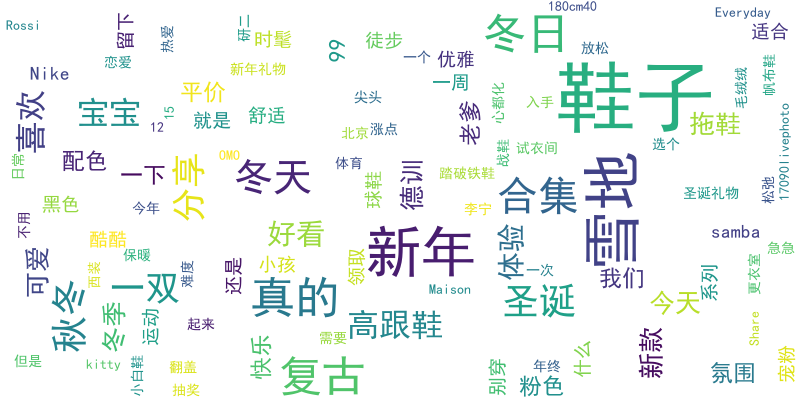 Rossi
留下
热爱
研二
时髦
99
徒步
一个
优雅
冬日
180cm40
放松
Everyday
适合
恋爱
Nike
新年礼物
一周
毛绒绒
帆布鞋
喜欢
宝宝
平价
就是
舒适
尖头
老爹
心都化
入手
鞋子
拖鞋
17090livephoto
15
12
北京
涨点
战鞋
试衣间
选个
日常
配色
一下
分享
OMO
冬天
体育
球鞋
德训
踏破铁鞋
合集
雪地
圣诞礼物
松弛
黑色
今年
李宁
不用
酷酷
好看
新年
体验
samba
可爱
保暖
西装
难度
还是
小孩
领取
一次
我们
系列
更衣室
急急
秋冬
一双
真的
Maison
圣诞
今天
冬季
运动
起来
高跟鞋
新款
Share
快乐
需要
但是
kitty
小白鞋
翻盖
抽奖
复古
别穿
年终
粉色
什么
氛围
宠粉